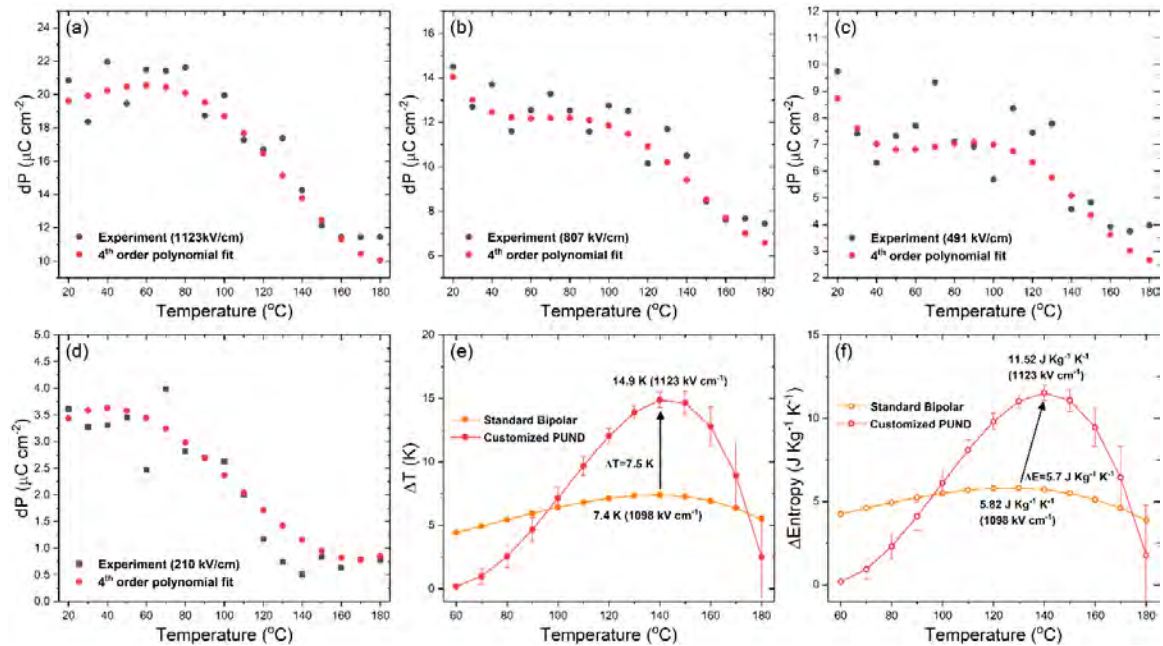 (a)
dP (μC cm⁻²)
24
22
20
18
16
14
12
10
Experiment (1123kV/cm)
4th order polynomial fit
20 40 60 80 100 120 140 160 180
Temperature (°C)
(b)
dP (μC cm⁻²)
16
14
12
10
8
6
Experiment (807 kV/cm)
4th order polynomial fit
20 40 60 80 100 120 140 160 180
Temperature (°C)
(c)
dP (μC cm⁻²)
12
11
10
9
8
7
6
5
4
3
2
Experiment (491 kV/cm)
4th order polynomial fit
20 40 60 80 100 120 140 160 180
Temperature (°C)
(d)
dP (μC cm⁻²)
5.0
4.5
4.0
3.5
3.0
2.5
2.0
1.5
1.0
0.5
0.0
Experiment (210 kV/cm)
4th order polynomial fit
20 40 60 80 100 120 140 160 180
Temperature (°C)
(e)
ΔT (K)
20
15
10
5
0
14.9 K (1123 kV cm⁻¹)
Standard Bipolar
Customized PUND
ΔT=7.5 K
7.4 K (1098 kV cm⁻¹)
60 80 100 120 140 160 180
Temperature (°C)
(f)
ΔEntropy (J Kg⁻¹ K⁻¹)
15
10
5
0
11.52 J Kg⁻¹ K⁻¹
(1123 kV cm⁻¹)
Standard Bipolar
Customized PUND
ΔE=5.7 J Kg⁻¹ K⁻¹
5.82 J Kg⁻¹ K⁻¹
(1098 kV cm⁻¹)
60 80 100 120 140 160 180
Temperature (°C)